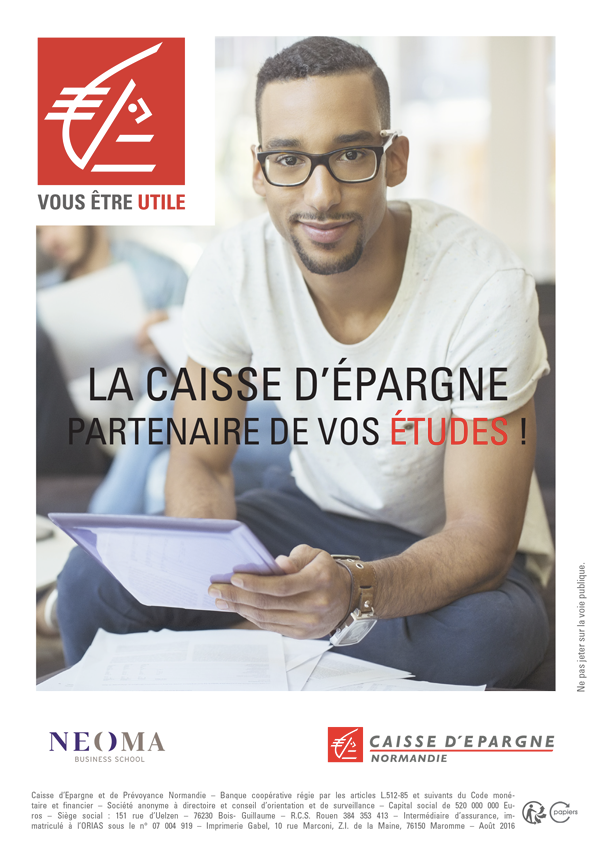 VOUS ÊTRE UTILE
LA CAISSE D'ÉPARGNE
PARTENAIRE DE VOS ÉTUDES !
Ne pas jeter sur la voie publique.
NEOMA
BUSINESS SCHOOL
CAISSE D'EPARGNE
NORMANDIE
Caisse d'Epargne et de Prévoyance Normandie – Banque coopérative régie par les articles L.512-85 et suivants du Code moné-
taire et financier – Société anonyme à directoire et conseil d'orientation et de surveillance – Capital social de 520 000 000 Eu-
ros – Siège social : 151 rue d'Uelzen – 76230 Bois- Guillaume – R.C.S. Rouen 384 353 413 – Intermédiaire d'assurance, im-
matriculé à l'ORIAS sous le n° 07 004 919 – Imprimerie Gabel, 10 rue Marconi, Z.I. de la Maine, 76150 Maromme – Août 2016
papiers